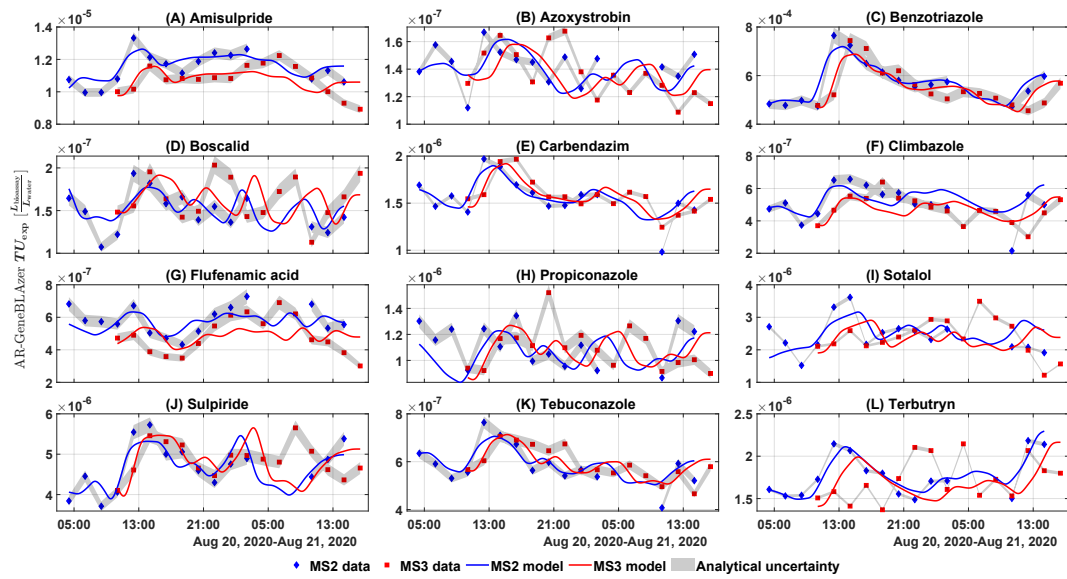 (A) Amisulpride
(B) Azoxystrobin
(C) Benzotriazole
×10⁻⁵
×10⁻⁷
×10⁻⁴
1.4
1.2
1
0.8
0.5
1.6
1.4
1.2
1
8
6
4
(D) Boscalid
(E) Carbendazim
(F) Climbazole
×10⁻⁷
×10⁻⁶
×10⁻⁷
2
1.5
1
2
1.5
1
8
6
4
2
(G) Flufenamic acid
(H) Propiconazole
(I) Sotalol
×10⁻⁷
×10⁻⁶
×10⁻⁶
8
6
4
2
1.4
1.2
1
4
3
2
1
(J) Sulpiride
(K) Tebuconazole
(L) Terbutryn
×10⁻⁶
×10⁻⁷
×10⁻⁶
6
5
4
8
6
4
2.5
2
1.5
05:00 13:00 21:00 05:00 13:00
05:00 13:00 21:00 05:00 13:00
05:00 13:00 21:00 05:00 13:00
Aug 20, 2020-Aug 21, 2020
Aug 20, 2020-Aug 21, 2020
Aug 20, 2020-Aug 21, 2020
AR-GeneBLAzer TU_exp [L_bioassay/L_water]
MS2 data MS3 data MS2 model MS3 model Analytical uncertainty